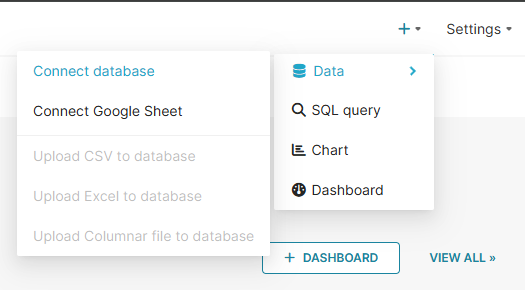 Settings
Connect database
Connect Google Sheet
Upload CSV to database
Upload Excel to database
Upload Columnar file to database
Data
SQL query
Chart
Dashboard
+ DASHBOARD
VIEW ALL »